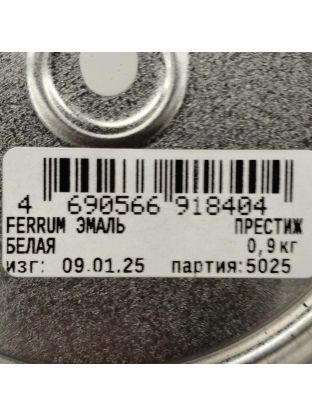 4 690566 918404
FERRUM ЭМАЛЬ ПРЕСТИЖ
БЕЛАЯ 0,9кг
изг: 09.01.25 партия:5025